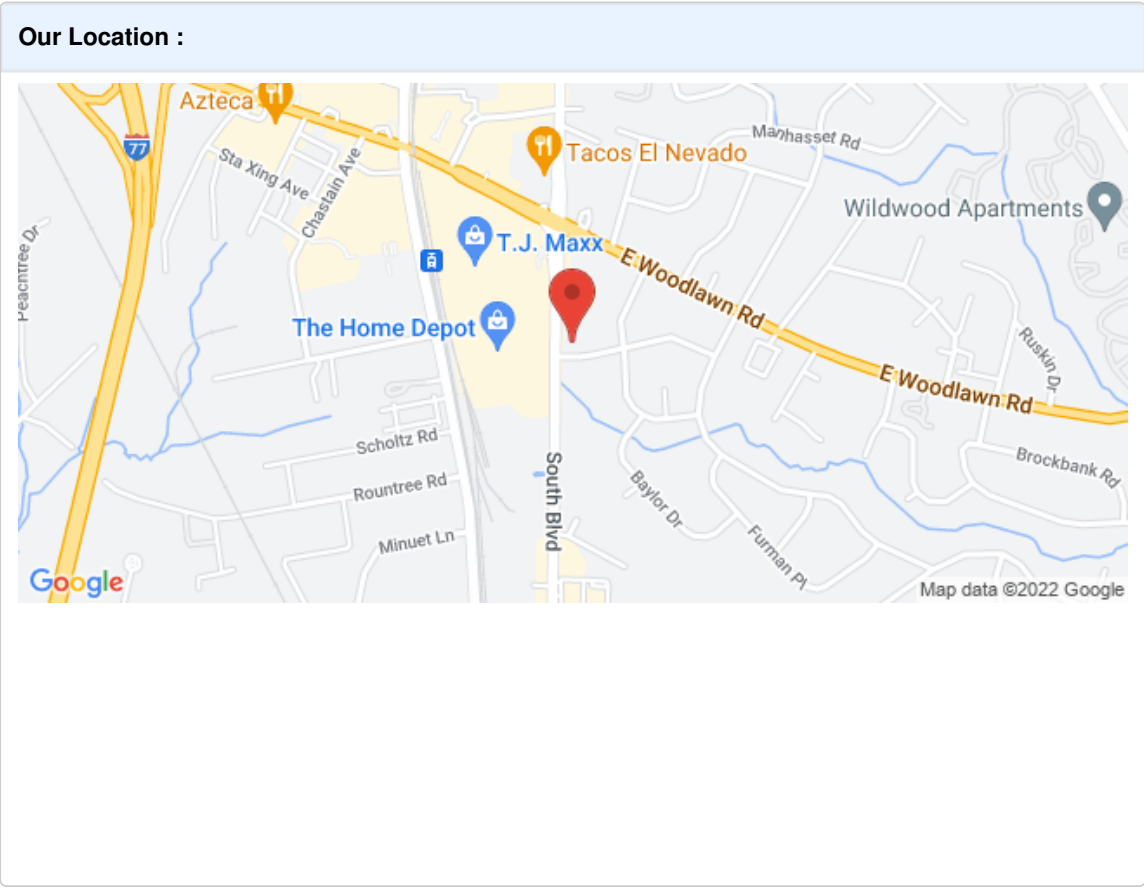 Our Location :
Azteca
77
Manhasset Rd
Tacos El Nevado
Sta Xing Ave
Chastain Ave
Wildwood Apartments
Peachtree Dr
T.J. Maxx
E Woodlawn Rd
The Home Depot
Ruskin Dr
E Woodlawn Rd
Scholtz Rd
South Blvd
Brockbank Rd
Rountree Rd
Baylor Dr
Minuet Ln
Furman Pl
Google
Map data ©2022 Google